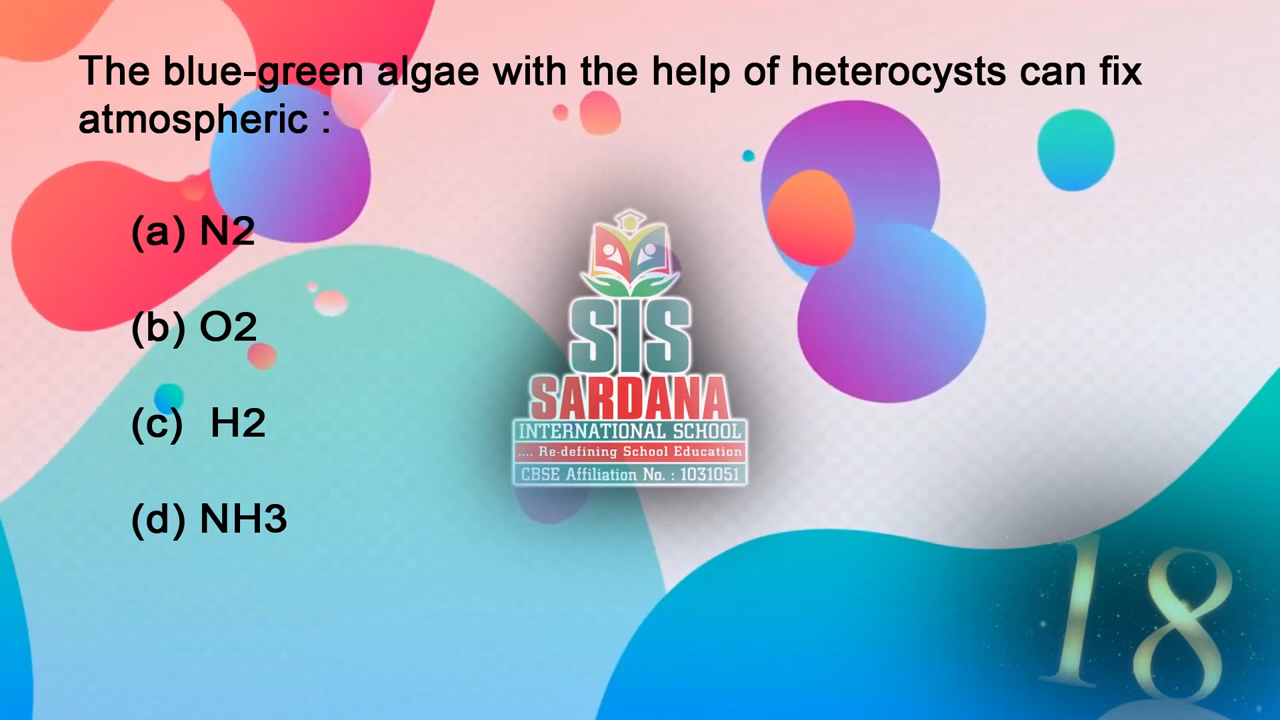 The blue-green algae with the help of heterocysts can fix
atmospheric :
(a) N2
(b) O2
(c) H2
(d) NH3
SIS
SARDANA
INTERNATIONAL SCHOOL
.... Re-defining School Education
CBSE Affiliation No. : 1031051
18